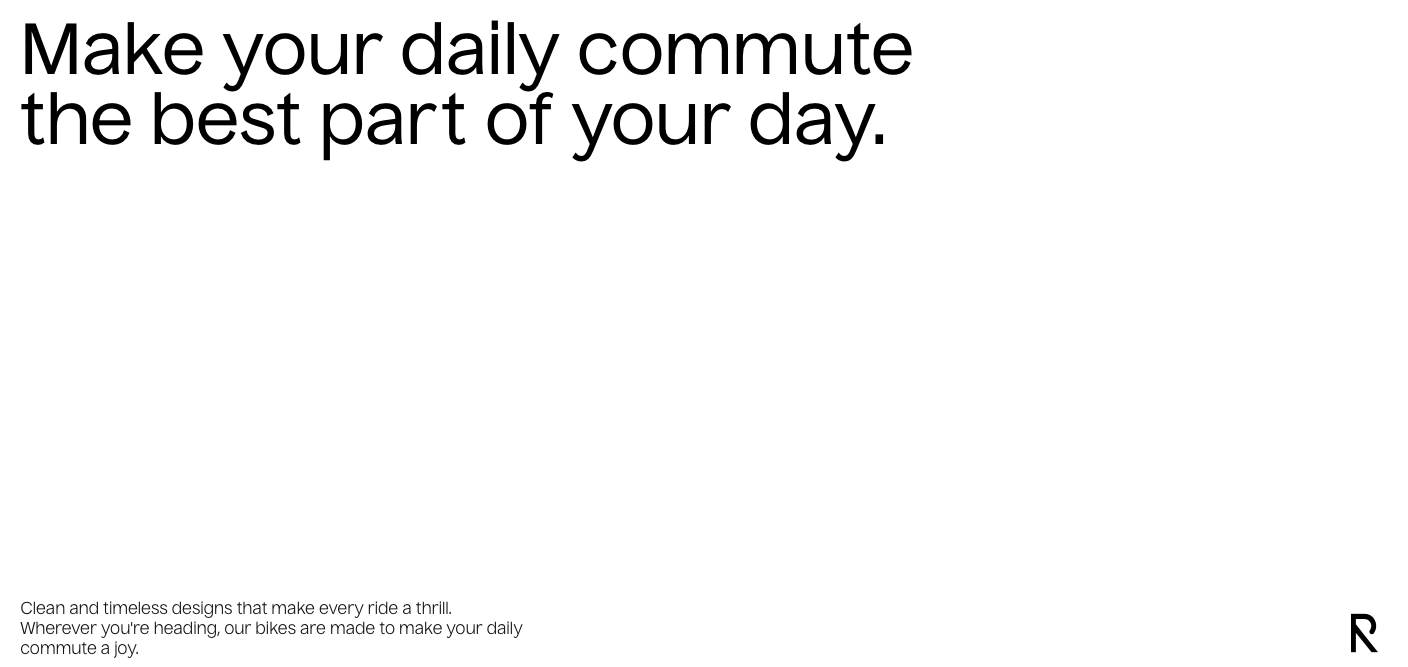 Make your daily commute
the best part of your day.
Clean and timeless designs that make every ride a thrill.
Wherever you're heading, our bikes are made to make your daily
commute a joy.
R